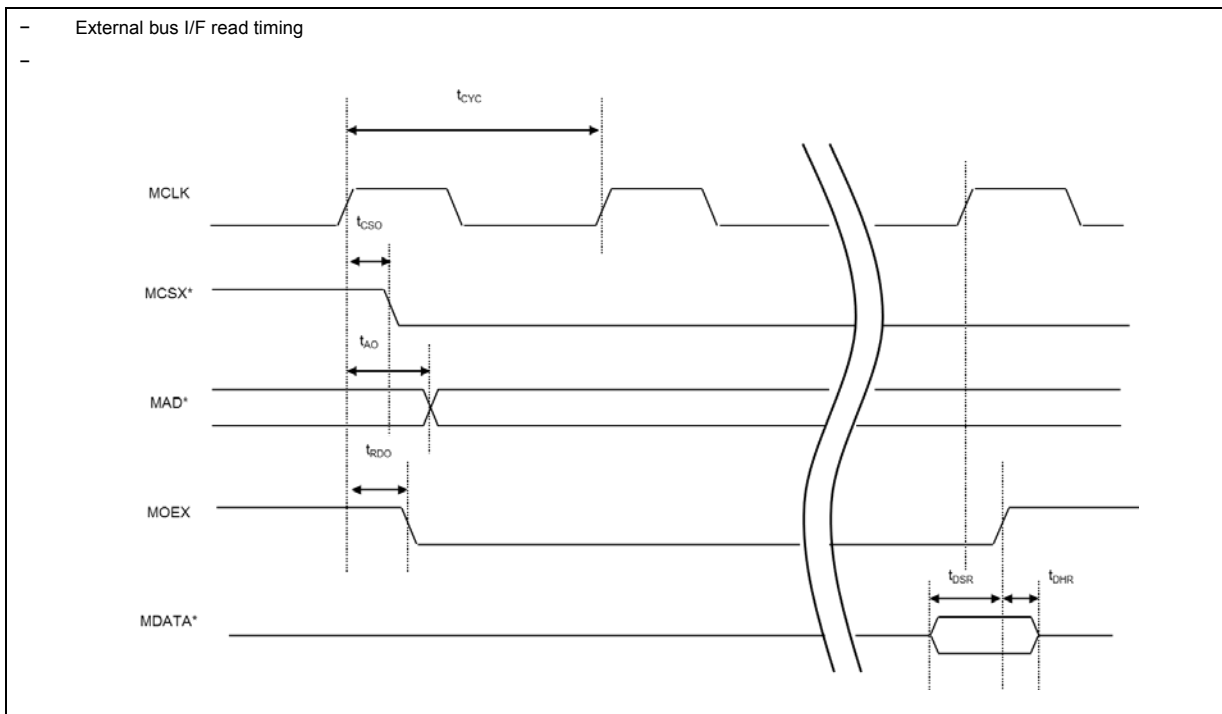 – External bus I/F read timing
–
tCYC
MCLK
tCSO
MCSX*
tAO
MAD*
tRDO
MOEX
tDSR tDHR
MDATA*